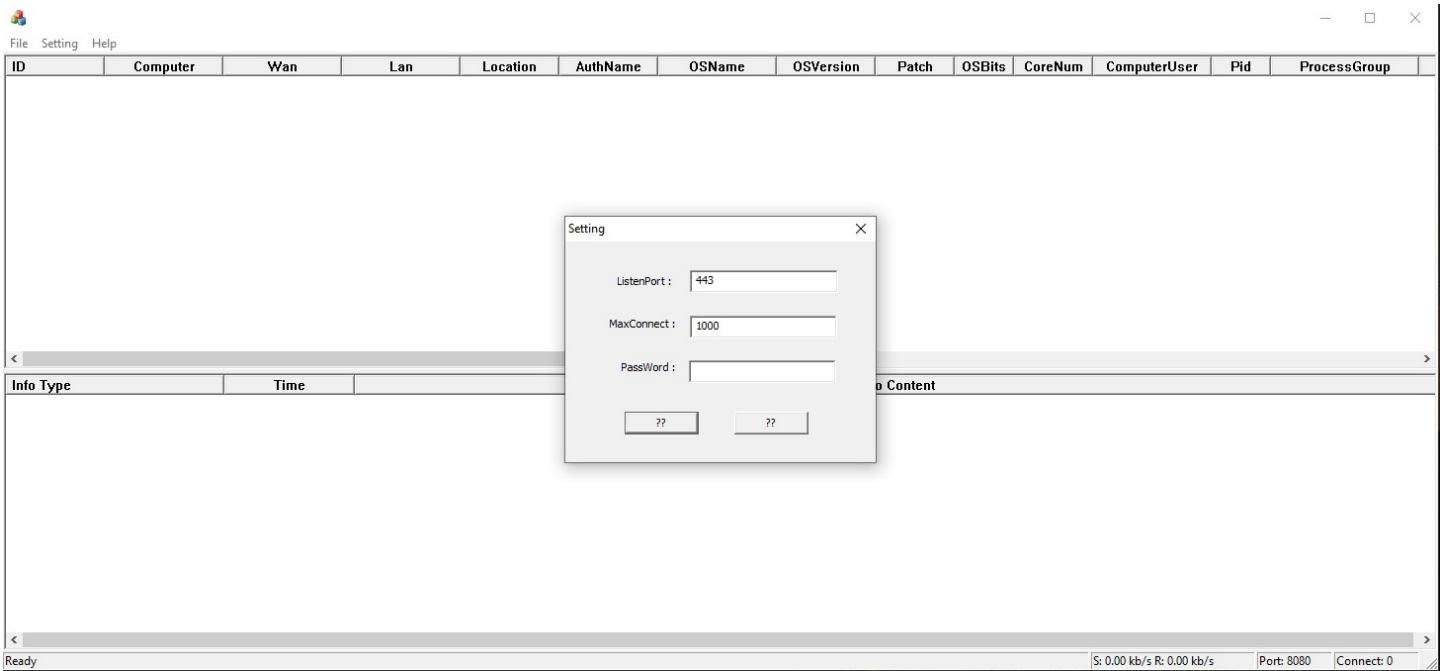 File Setting Help
ID Computer Wan Lan Location AuthName OSName OSVersion Patch OSBits CoreNum ComputerUser Pid ProcessGroup
Setting
ListenPort : 443
MaxConnect : 1000
PassWord :
?? ??
Info Type Time o Content
Ready S: 0.00 kb/s R: 0.00 kb/s Port: 8080 Connect: 0